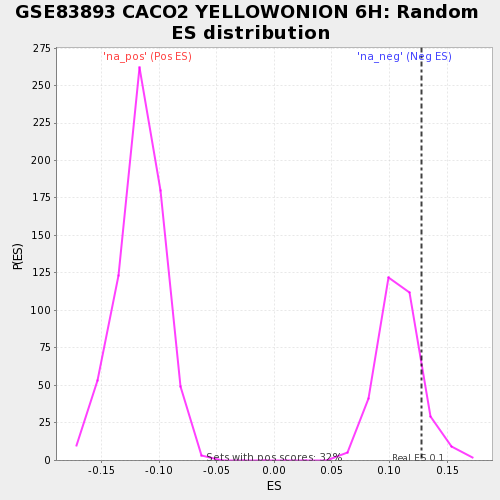 GSE83893 CACO2 YELLOWONION 6H: Random
ES distribution
'na_pos' (Pos ES)
'na_neg' (Neg ES)
275
250
225
200
175
150
125
100
75
50
25
0
P(ES)
Sets with pos scores: 32%
Real ES 0.1
-0.15
-0.10
-0.05
0.00
0.05
0.10
0.15
ES